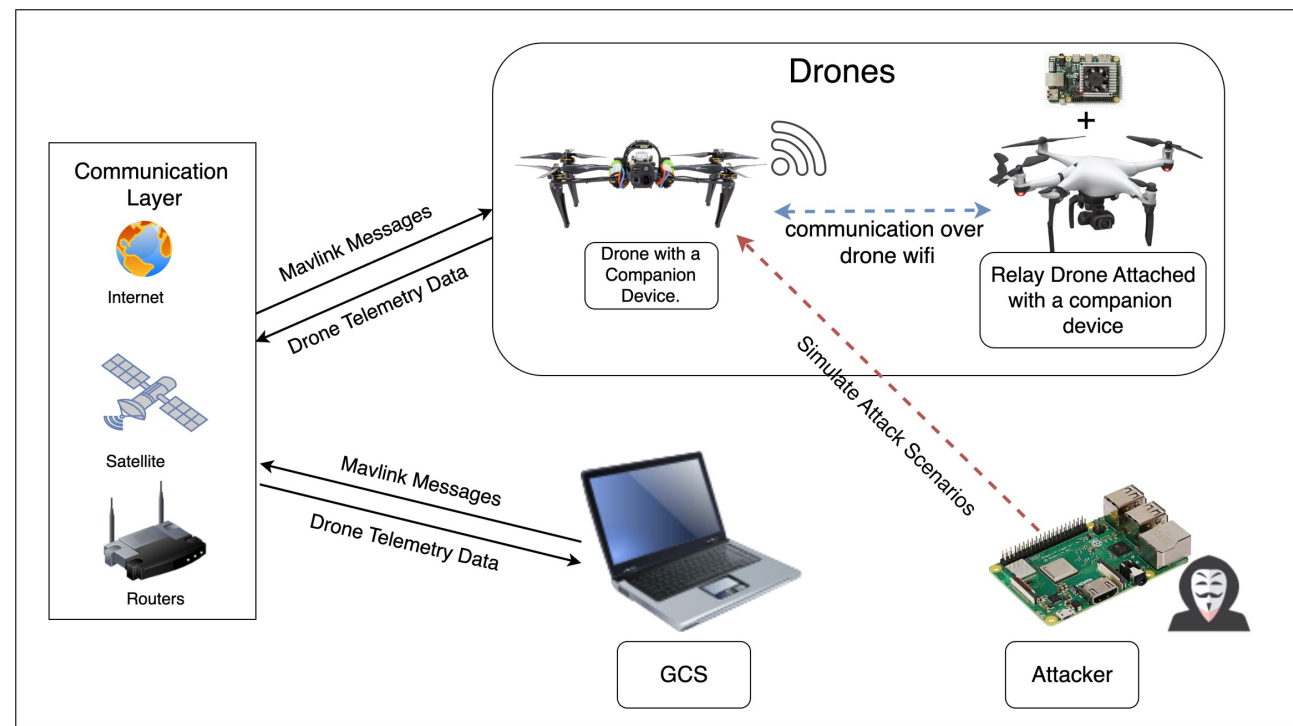 Drones
+
Communication
Layer
Internet
Satellite
Routers
Mavlink Messages
Drone Telemetry Data
Drone with a
Companion
Device.
communication over
drone wifi
Relay Drone Attached
with a companion
device
Simulate Attack Scenarios
Mavlink Messages
Drone Telemetry Data
GCS
Attacker